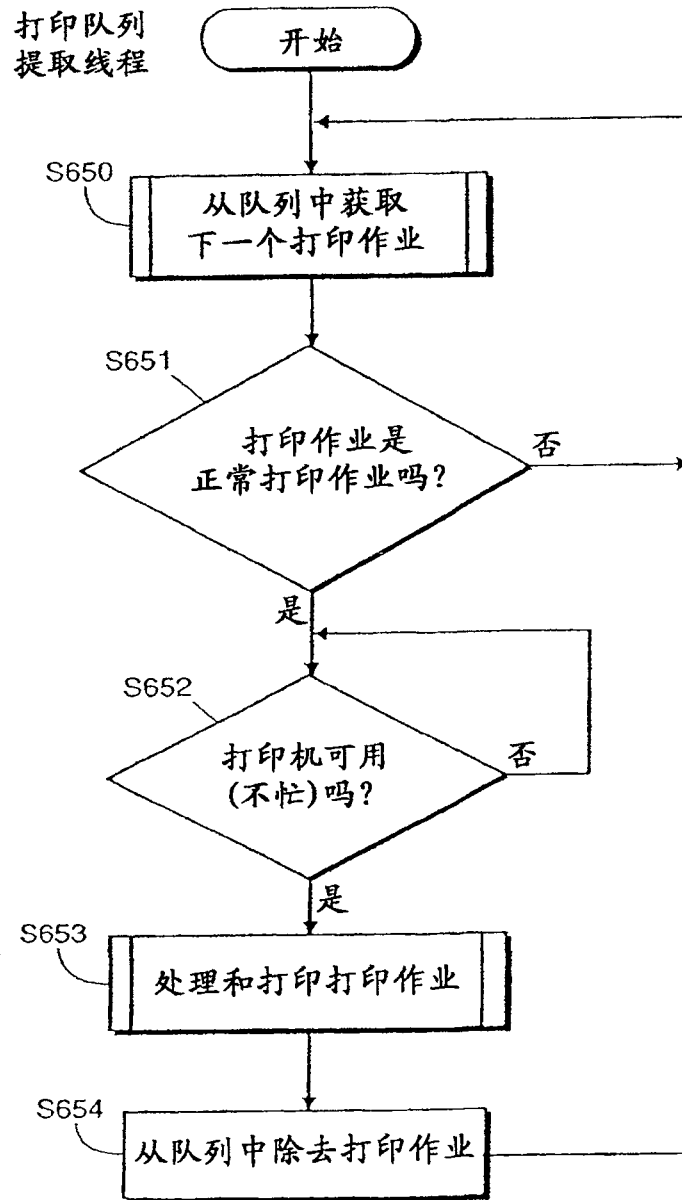 打印队列
提取线程
开始
S650
从队列中获取
下一个打印作业
S651
打印作业是
正常打印作业吗?
否
是
S652
打印机可用
(不忙)吗?
否
是
S653
处理和打印打印作业
S654
从队列中除去打印作业